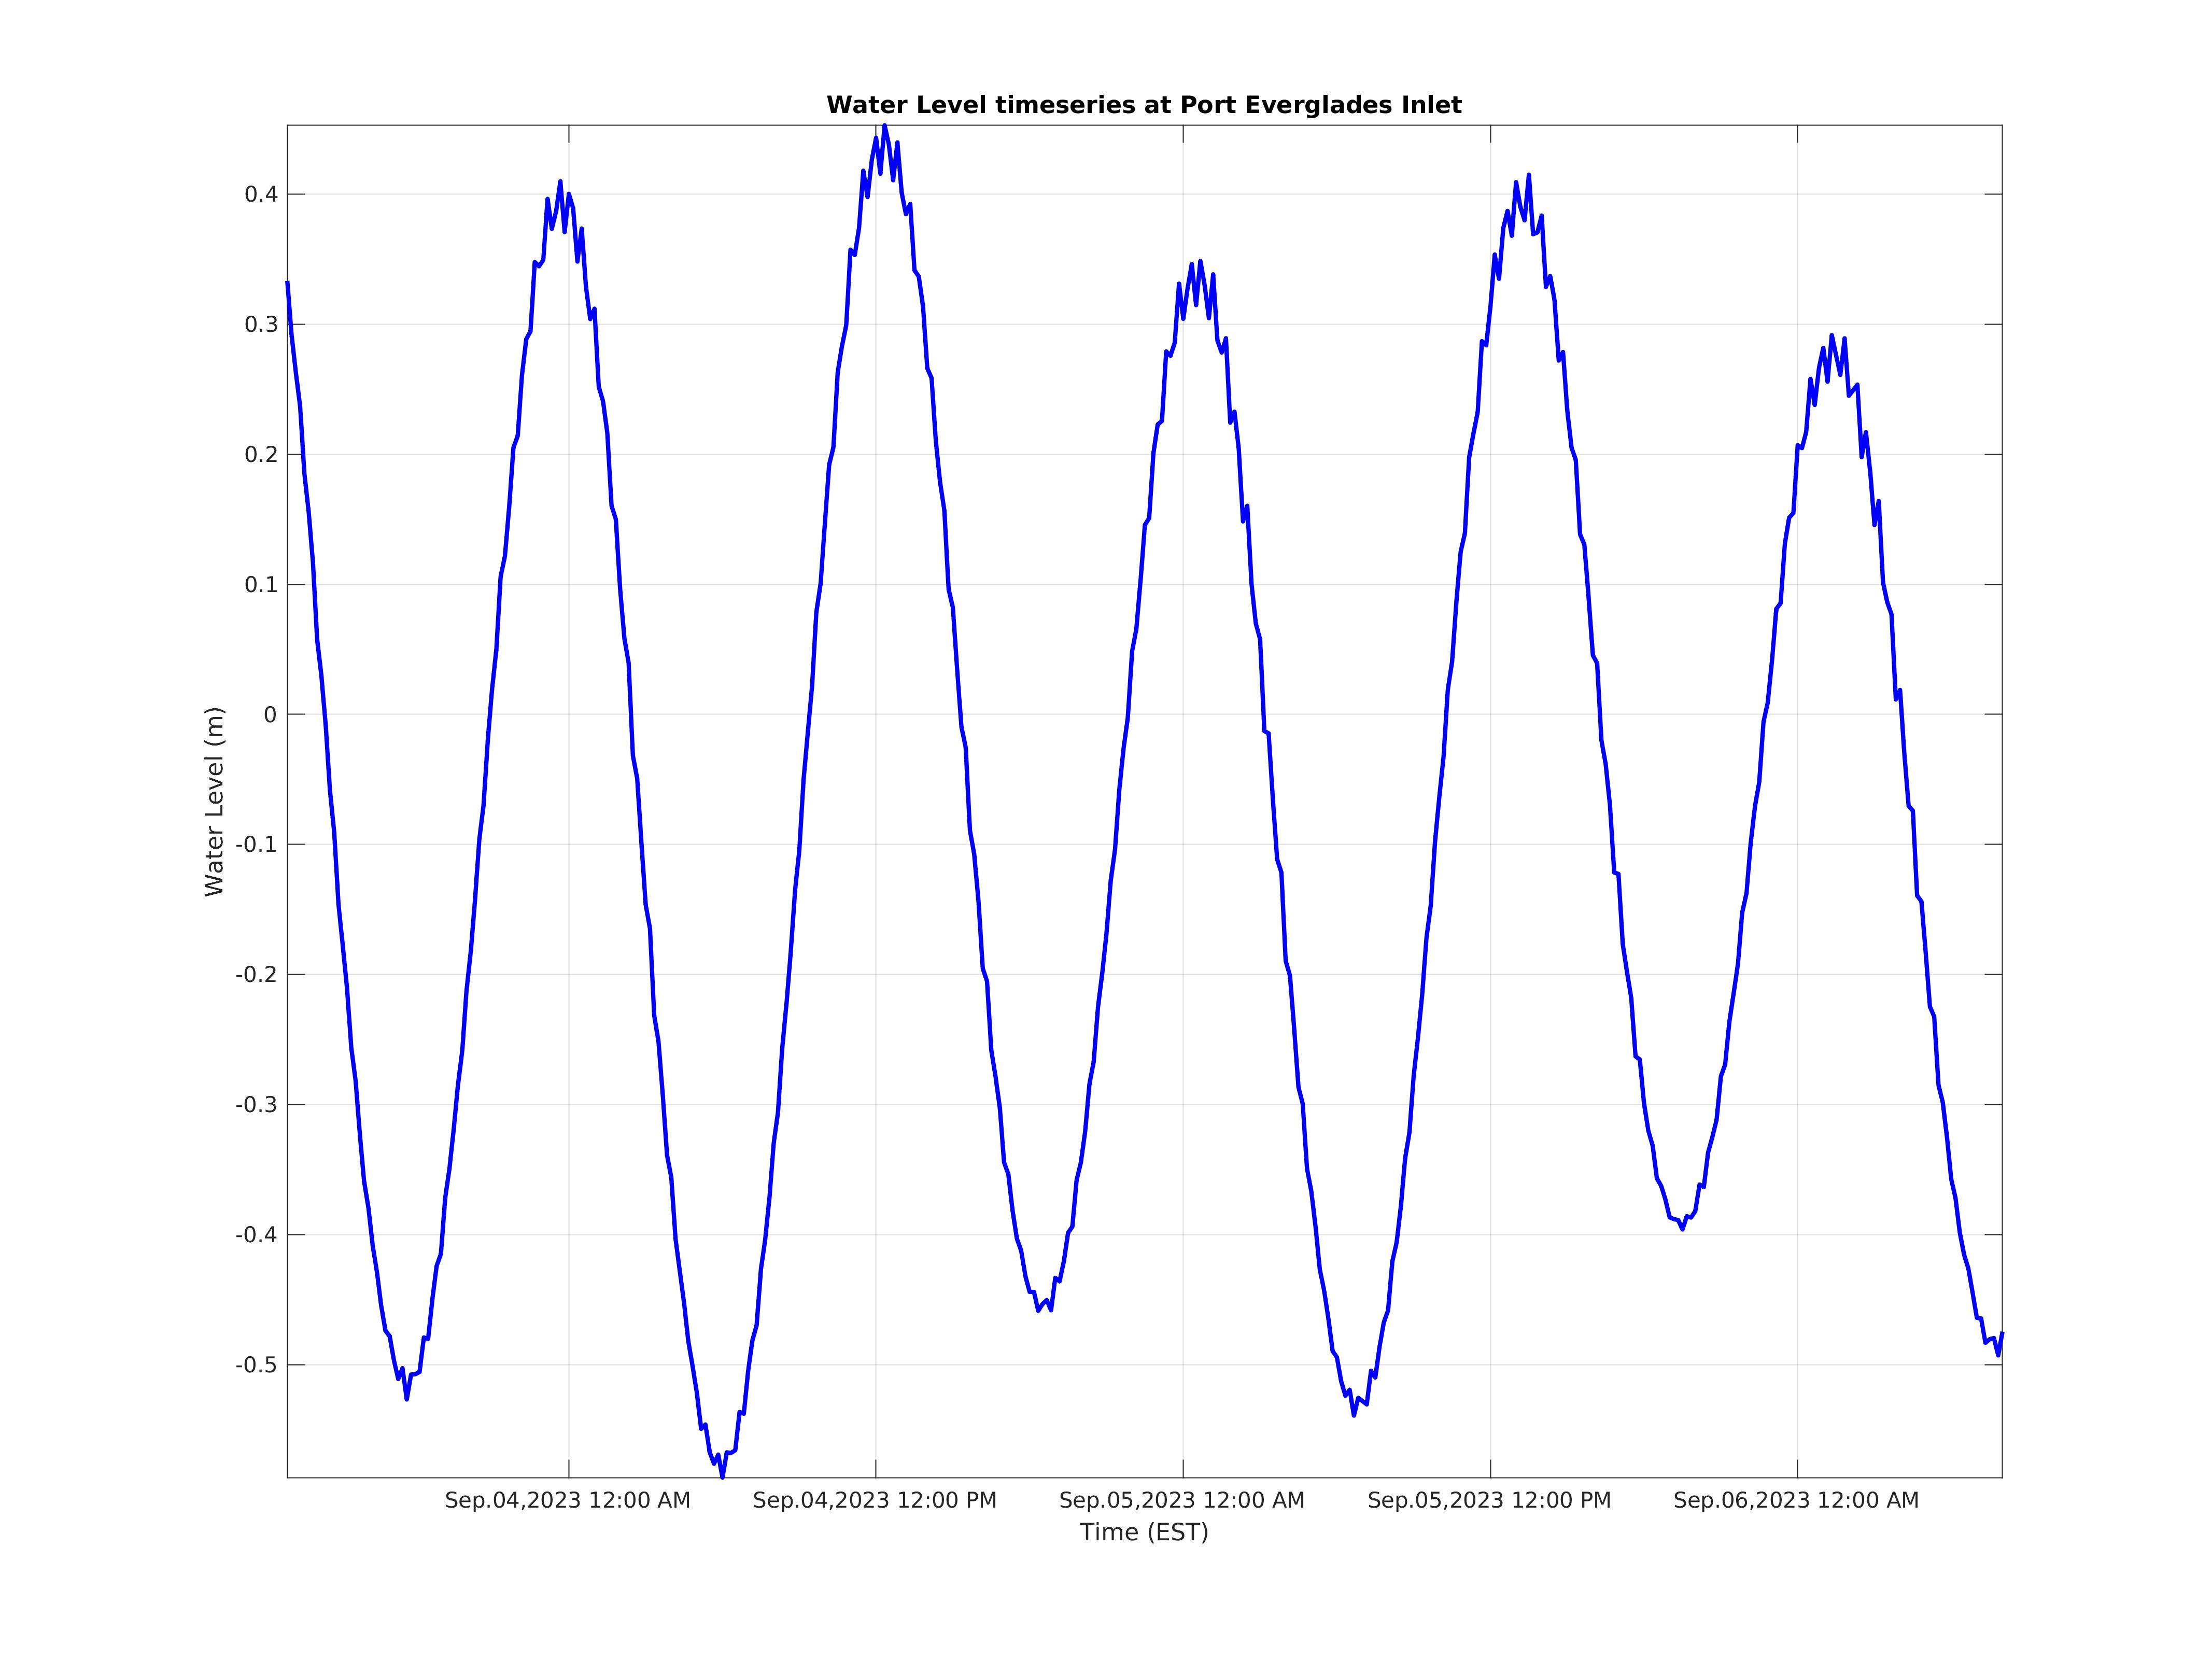 Water Level timeseries at Port Everglades Inlet
0.4
0.3
0.2
0.1
0
-0.1
-0.2
-0.3
-0.4
-0.5
Water Level (m)
Sep.04,2023 12:00 AM
Sep.04,2023 12:00 PM
Sep.05,2023 12:00 AM
Sep.05,2023 12:00 PM
Sep.06,2023 12:00 AM
Time (EST)